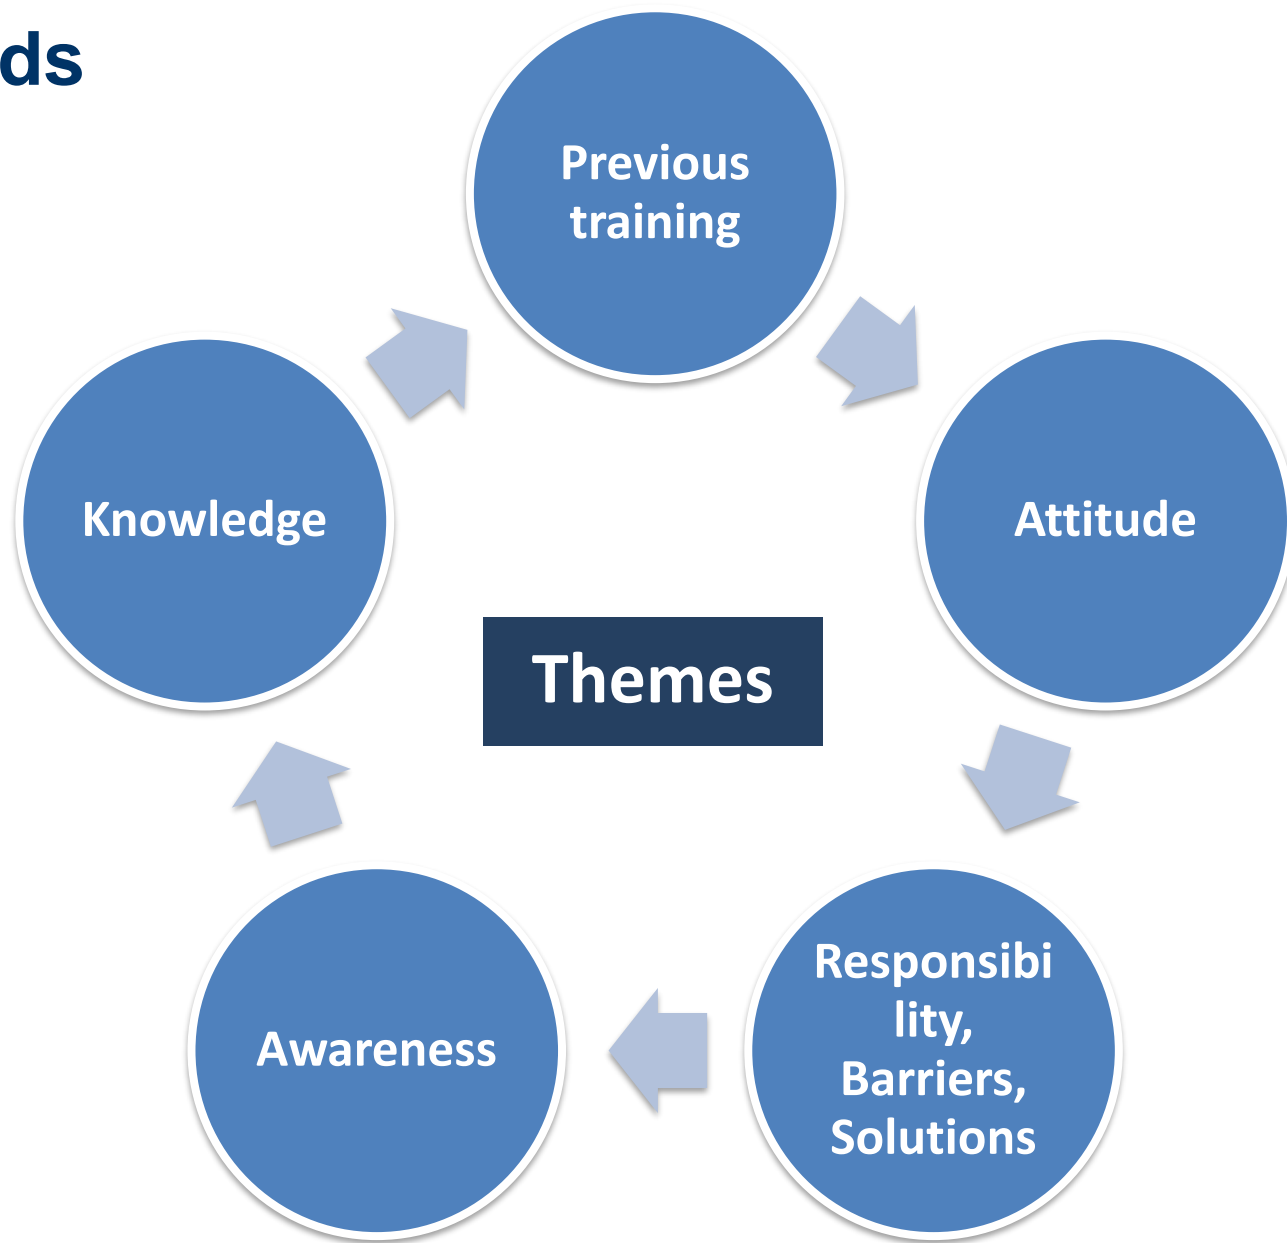 ds
Previous
training
Attitude
Responsibi
lity,
Barriers,
Solutions
Awareness
Knowledge
Themes